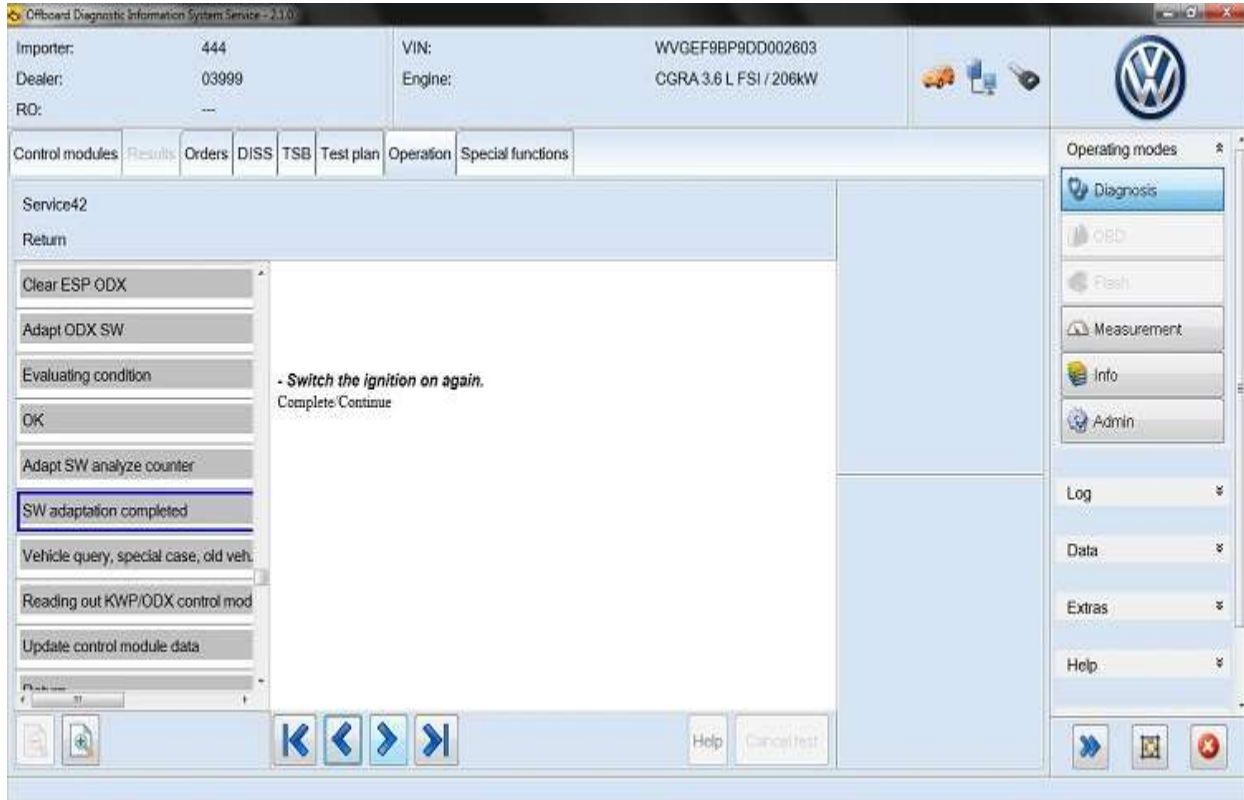 Offboard Diagnostic Information System Service - 2.1.0
Importer: 444 VIN: WVGEF9BP9DD002603
Dealer: 03999 Engine: CGRA 3.6 L FSI / 206kW
RO: ---
Control modules Results Orders DISS TSB Test plan Operation Special functions
Service42
Return
Clear ESP ODX
Adapt ODX SW
Evaluating condition
OK
Adapt SW analyze counter
SW adaptation completed
Vehicle query, special case, old veh.
Reading out KWP/ODX control mod
Update control module data
Return
- Switch the ignition on again.
Complete/Continue
Help Cancel test
Operating modes
Diagnosis
OBD
Flash
Measurement
Info
Admin
Log
Data
Extras
Help